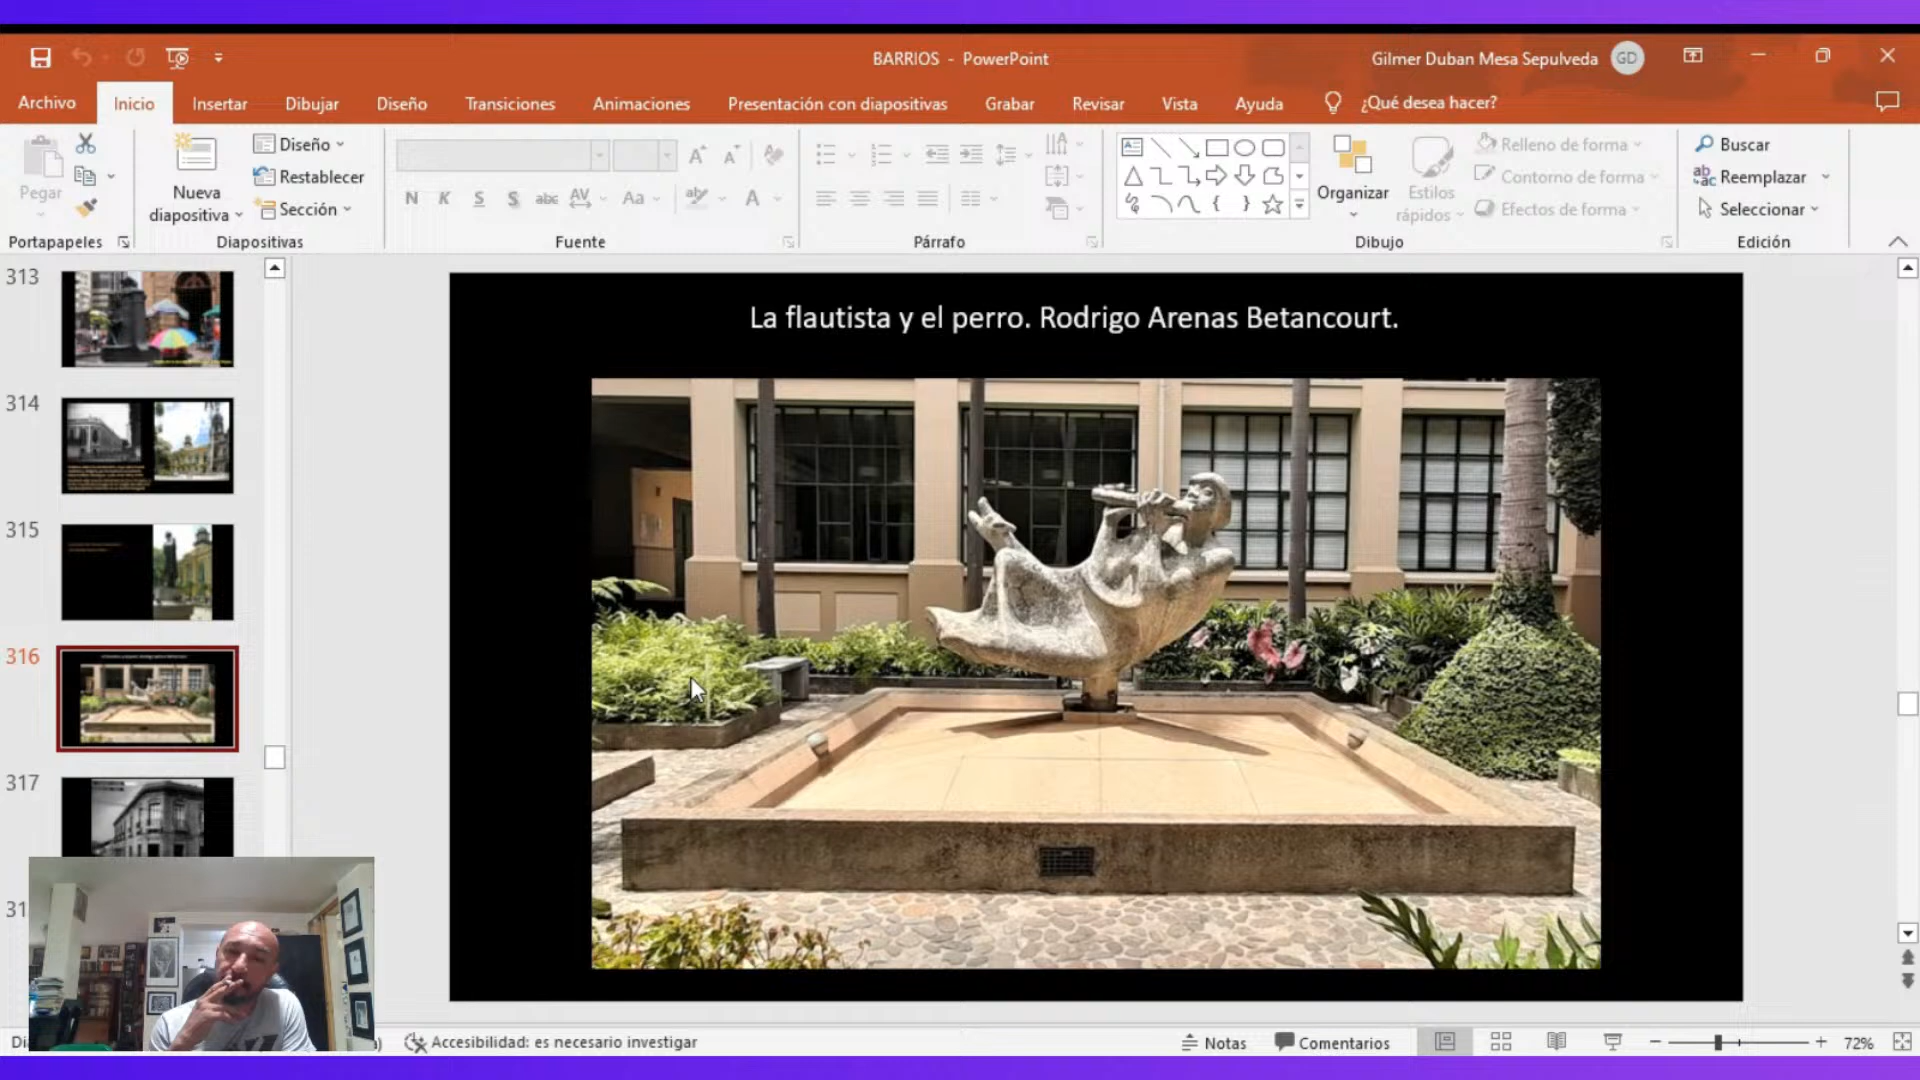 BARRIOS - PowerPoint
Gilmer Duban Mesa Sepulveda
GD
Archivo
Inicio
Insertar
Dibujar
Diseño
Transiciones
Animaciones
Presentación con diapositivas
Grabar
Revisar
Vista
Ayuda
¿Qué desea hacer?
Pegar
Nueva
diapositiva
Diseño
Restablecer
Sección
N
K
S
S
abc
AV
Aa
A
Organizar
Estilos
rápidos
Relleno de forma
Contorno de forma
Efectos de forma
Buscar
Reemplazar
Seleccionar
Portapapeles
Diapositivas
Fuente
Párrafo
Dibujo
Edición
313
314
315
316
317
La flautista y el perro. Rodrigo Arenas Betancourt.
Accesibilidad: es necesario investigar
Notas
Comentarios
72%